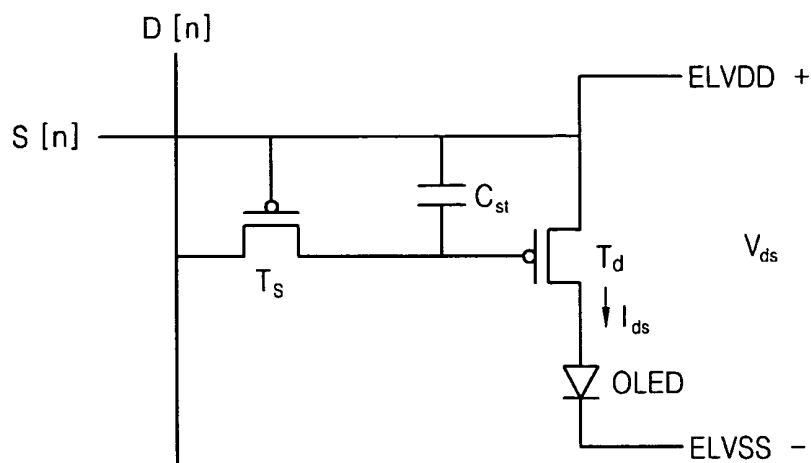 D [n]
ELVDD +
S [n]
C_st
T_d
V_ds
T_S
I_ds
OLED
ELVSS −